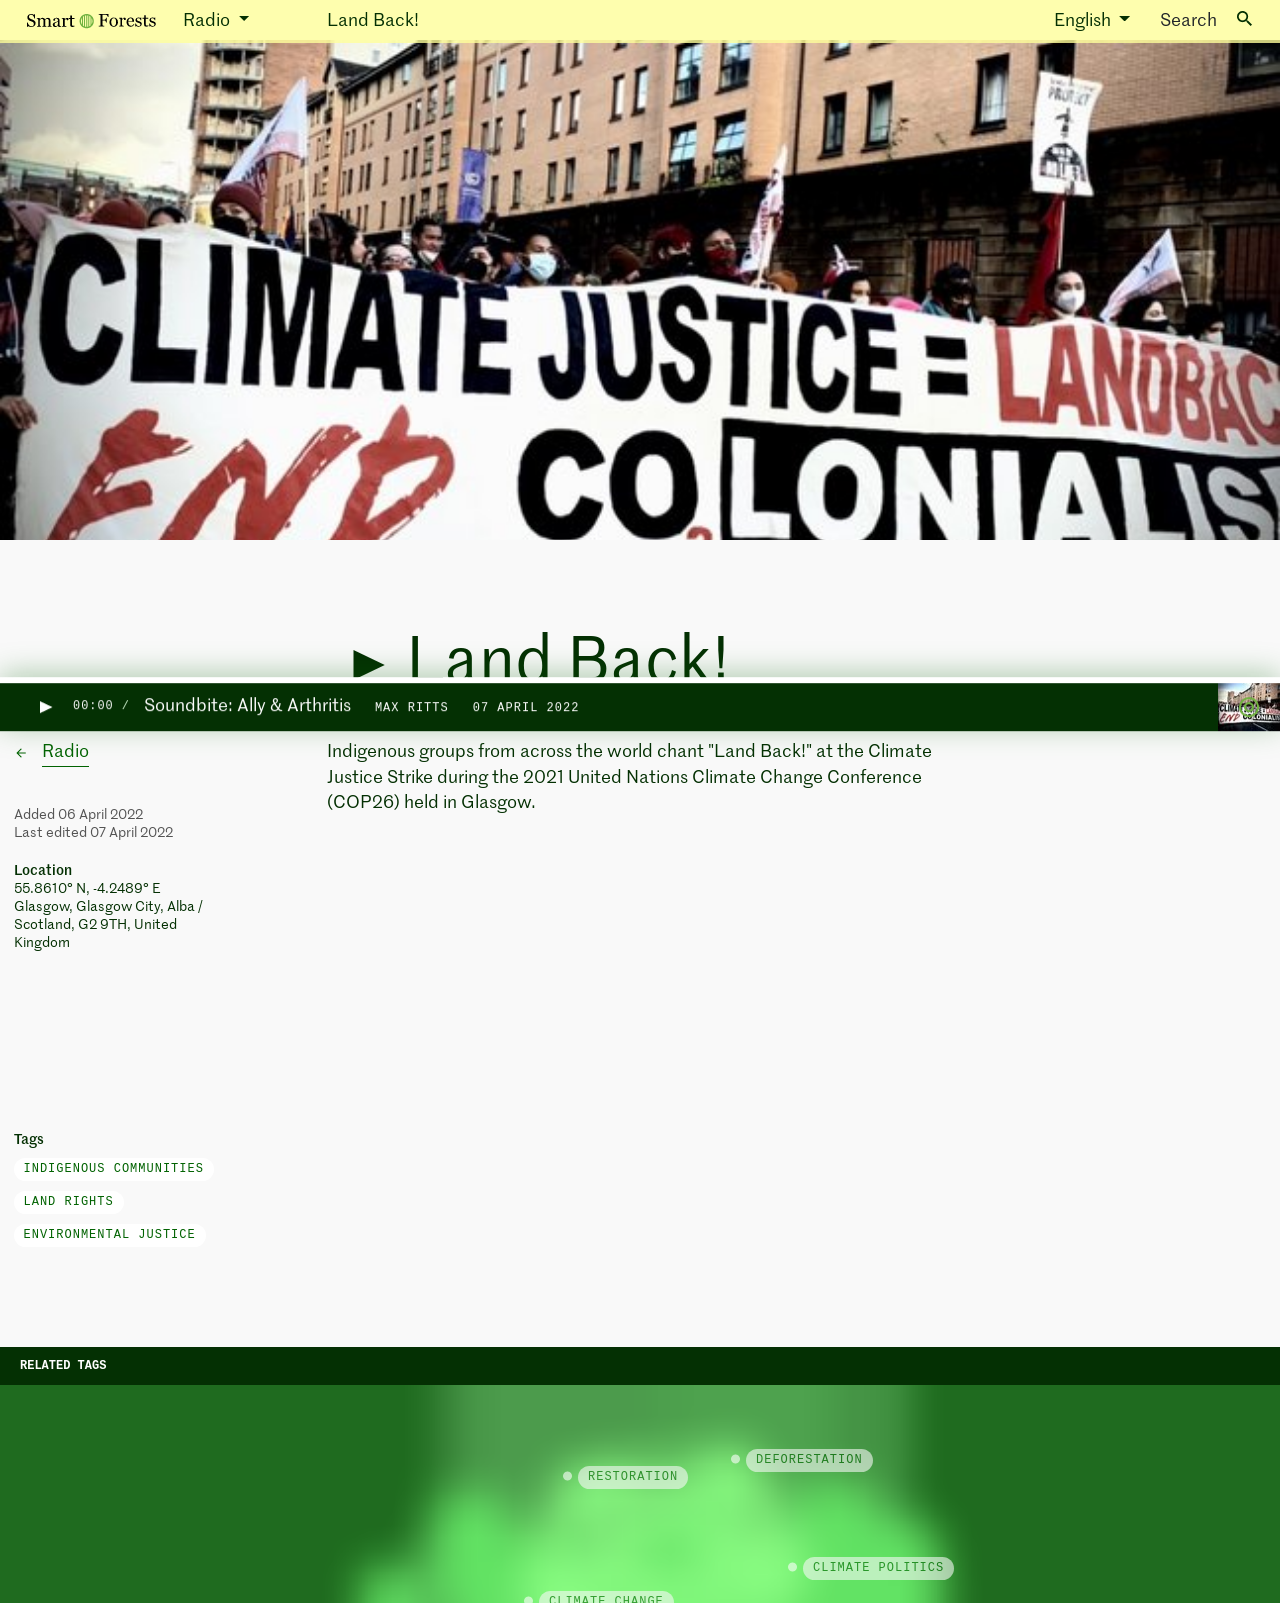 Smart Forests Radio Land Back! English Search
PROTECT
CLIMATE JUSTICE = LANDBAC
END COLONIALIS
▶ Land Back!
▶ 00:00 / Soundbite: Ally & Arthritis MAX RITTS 07 APRIL 2022
← Radio
Indigenous groups from across the world chant "Land Back!" at the Climate
Justice Strike during the 2021 United Nations Climate Change Conference
(COP26) held in Glasgow.
Added 06 April 2022
Last edited 07 April 2022
Location
55.8610° N, -4.2489° E
Glasgow, Glasgow City, Alba /
Scotland, G2 9TH, United
Kingdom
Tags
INDIGENOUS COMMUNITIES
LAND RIGHTS
ENVIRONMENTAL JUSTICE
RELATED TAGS
DEFORESTATION
RESTORATION
CLIMATE POLITICS
CLIMATE CHANGE